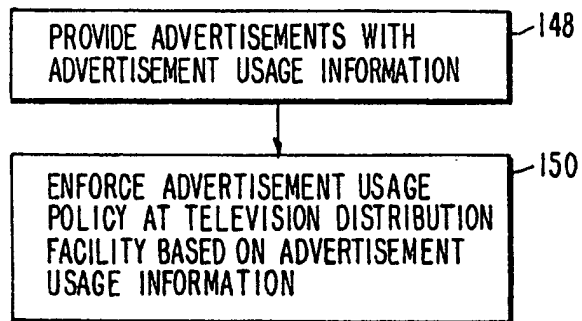 PROVIDE ADVERTISEMENTS WITH
ADVERTISEMENT USAGE INFORMATION
148
ENFORCE ADVERTISEMENT USAGE
POLICY AT TELEVISION DISTRIBUTION
FACILITY BASED ON ADVERTISEMENT
USAGE INFORMATION
150